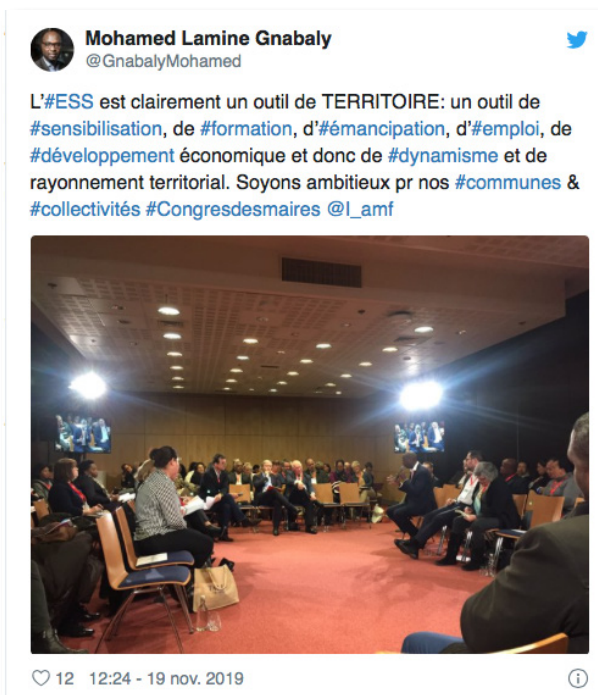 Mohamed Lamine Gnabaly
@GnabalyMohamed
L'#ESS est clairement un outil de TERRITOIRE: un outil de
#sensibilisation, de #formation, d'#émancipation, d'#emploi, de
#développement économique et donc de #dynamisme et de
rayonnement territorial. Soyons ambitieux pr nos #communes &
#collectivités #Congresdesmaires @l_amf
12 12:24 - 19 nov. 2019